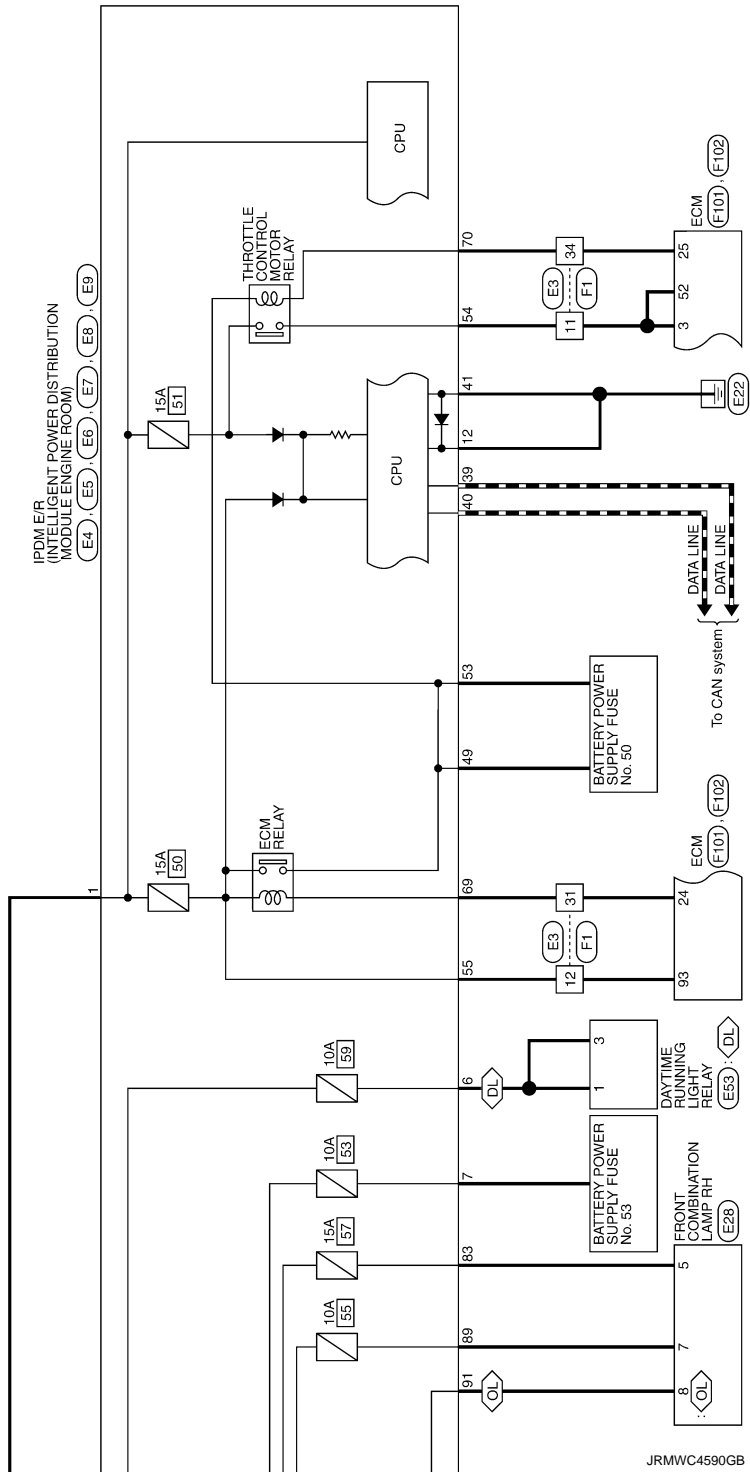 IPDM E/R
(INTELLIGENT POWER DISTRIBUTION
MODULE ENGINE ROOM)
E4 , E5 , E6 , E7 , E8 , E9
1
15A
50
15A
51
CPU
THROTTLE
CONTROL
MOTOR
RELAY
ECM
RELAY
CPU
10A
55
15A
57
10A
53
10A
59
91
89
83
7
6
55
69
49
53
40
39
12
41
54
70
OL
DL
12
31
E3
F1
11
34
E3
F1
8
: OL
7
5
FRONT
COMBINATION
LAMP RH
E28
BATTERY POWER
SUPPLY FUSE
No. 53
1
3
DAYTIME
RUNNING
LIGHT
RELAY
E53 : DL
93
24
ECM
F101 , F102
BATTERY POWER
SUPPLY FUSE
No. 50
DATA LINE
DATA LINE
To CAN system
E22
3
52
25
ECM
F101 , F102
JRMWC4590GB